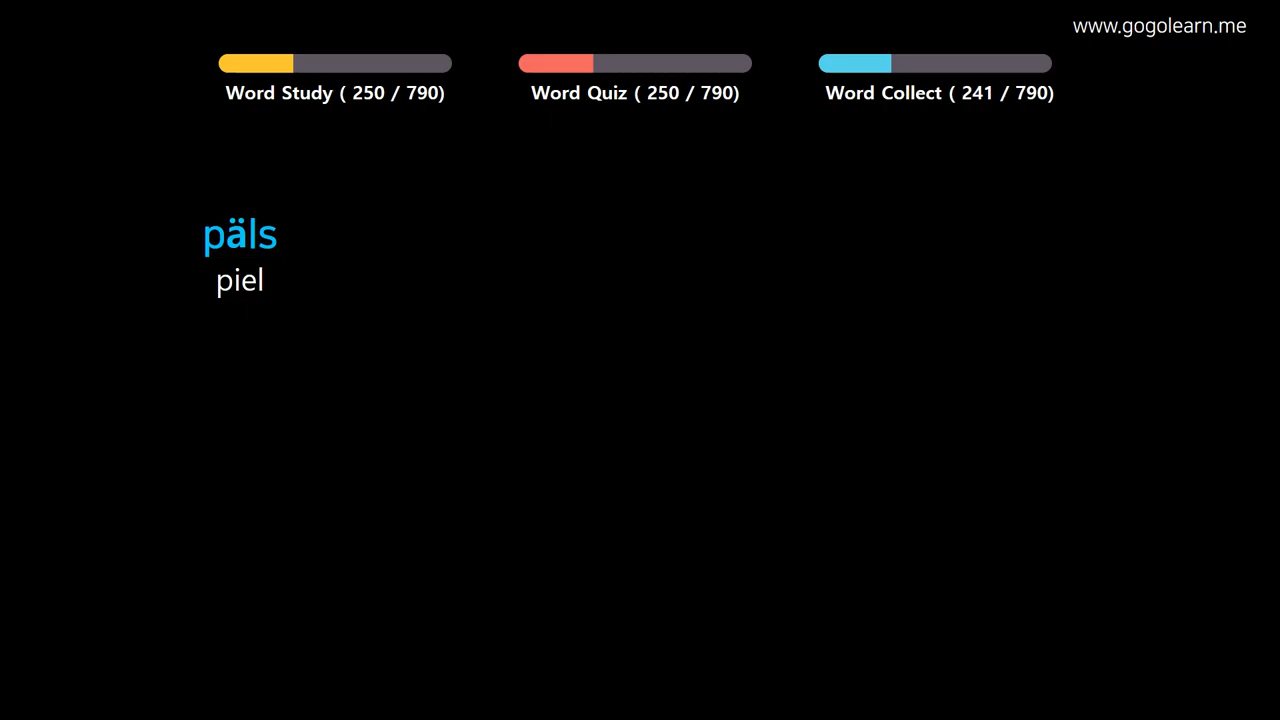 www.gogolearn.me
Word Study ( 250 / 790)
Word Quiz ( 250 / 790)
Word Collect ( 241 / 790)
päls
piel